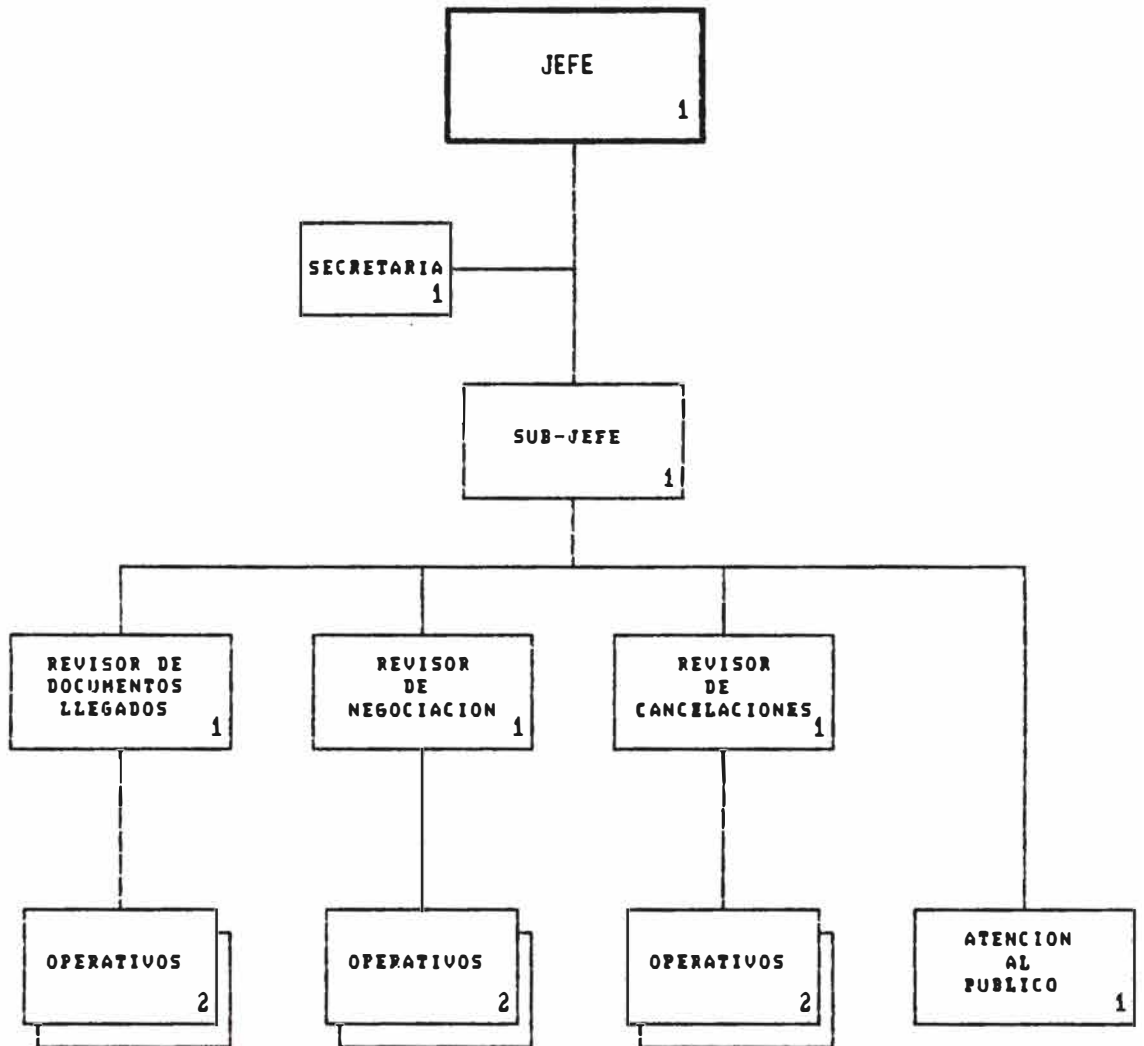 JEFE
1
SECRETARIA
1
SUB-JEFE
1
REVISOR DE
DOCUMENTOS
LLEGADOS
1
REVISOR
DE
NEGOCIACION
1
REVISOR
DE
CANCELACIONES
1
OPERATIVOS
2
OPERATIVOS
2
OPERATIVOS
2
ATENCION
AL
PUBLICO
1